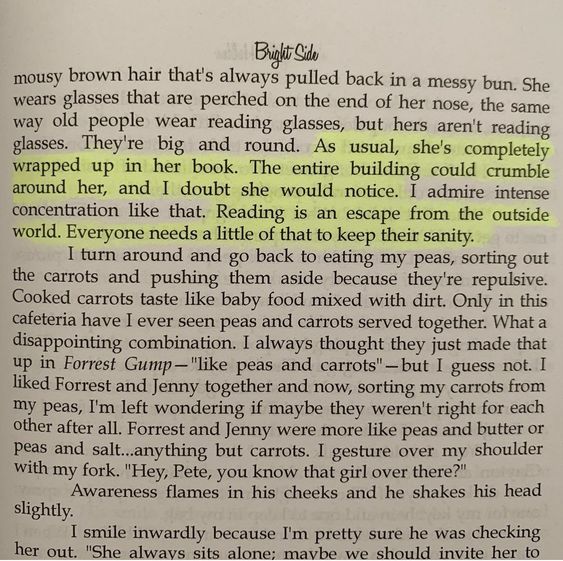 Bright Side
mousy brown hair that's always pulled back in a messy bun. She
wears glasses that are perched on the end of her nose, the same
way old people wear reading glasses, but hers aren't reading
glasses. They're big and round. As usual, she's completely
wrapped up in her book. The entire building could crumble
around her, and I doubt she would notice. I admire intense
concentration like that. Reading is an escape from the outside
world. Everyone needs a little of that to keep their sanity.
I turn around and go back to eating my peas, sorting out
the carrots and pushing them aside because they're repulsive.
Cooked carrots taste like baby food mixed with dirt. Only in this
cafeteria have I ever seen peas and carrots served together. What a
disappointing combination. I always thought they just made that
up in Forrest Gump—"like peas and carrots"—but I guess not. I
liked Forrest and Jenny together and now, sorting my carrots from
my peas, I'm left wondering if maybe they weren't right for each
other after all. Forrest and Jenny were more like peas and butter or
peas and salt...anything but carrots. I gesture over my shoulder
with my fork. "Hey, Pete, you know that girl over there?"
Awareness flames in his cheeks and he shakes his head
slightly.
I smile inwardly because I'm pretty sure he was checking
her out. "She always sits alone; maybe we should invite her to